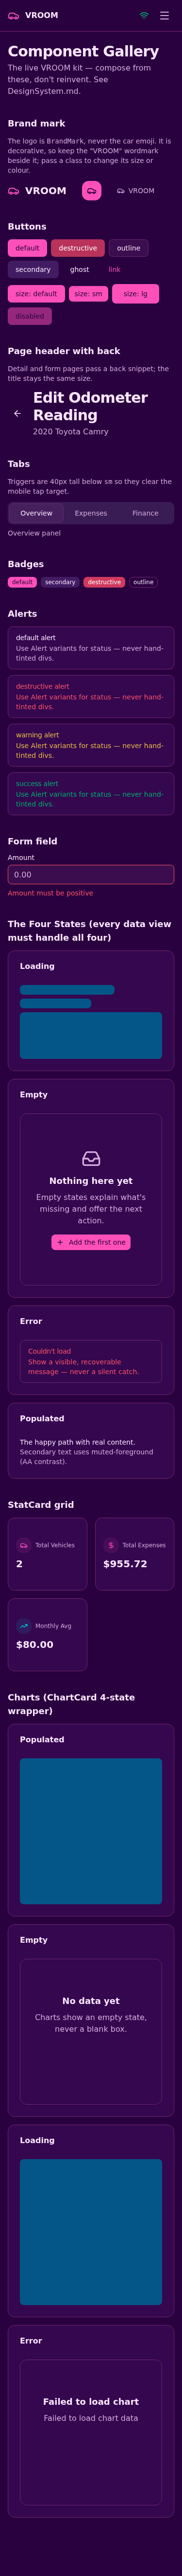 VROOM
Component Gallery
The live VROOM kit — compose from
these, don't reinvent. See
DesignSystem.md.
Brand mark
The logo is BrandMark, never the car emoji. It is
decorative, so keep the "VROOM" wordmark
beside it; pass a class to change its size or
colour.
VROOM
VROOM
Buttons
default
destructive
outline
secondary
ghost
link
size: default
size: sm
size: lg
disabled
Page header with back
Detail and form pages pass a back snippet; the
title stays the same size.
Edit Odometer
Reading
2020 Toyota Camry
Tabs
Triggers are 40px tall below sm so they clear the
mobile tap target.
Overview
Expenses
Finance
Overview panel
Badges
default
secondary
destructive
outline
Alerts
default alert
Use Alert variants for status — never hand-
tinted divs.
destructive alert
Use Alert variants for status — never hand-
tinted divs.
warning alert
Use Alert variants for status — never hand-
tinted divs.
success alert
Use Alert variants for status — never hand-
tinted divs.
Form field
Amount
0.00
Amount must be positive
The Four States (every data view
must handle all four)
Loading
Empty
Nothing here yet
Empty states explain what's
missing and offer the next
action.
Add the first one
Error
Couldn't load
Show a visible, recoverable
message — never a silent catch.
Populated
The happy path with real content.
Secondary text uses muted-foreground
(AA contrast).
StatCard grid
Total Vehicles
2
Total Expenses
$955.72
Monthly Avg
$80.00
Charts (ChartCard 4-state
wrapper)
Populated
Empty
No data yet
Charts show an empty state,
never a blank box.
Loading
Error
Failed to load chart
Failed to load chart data